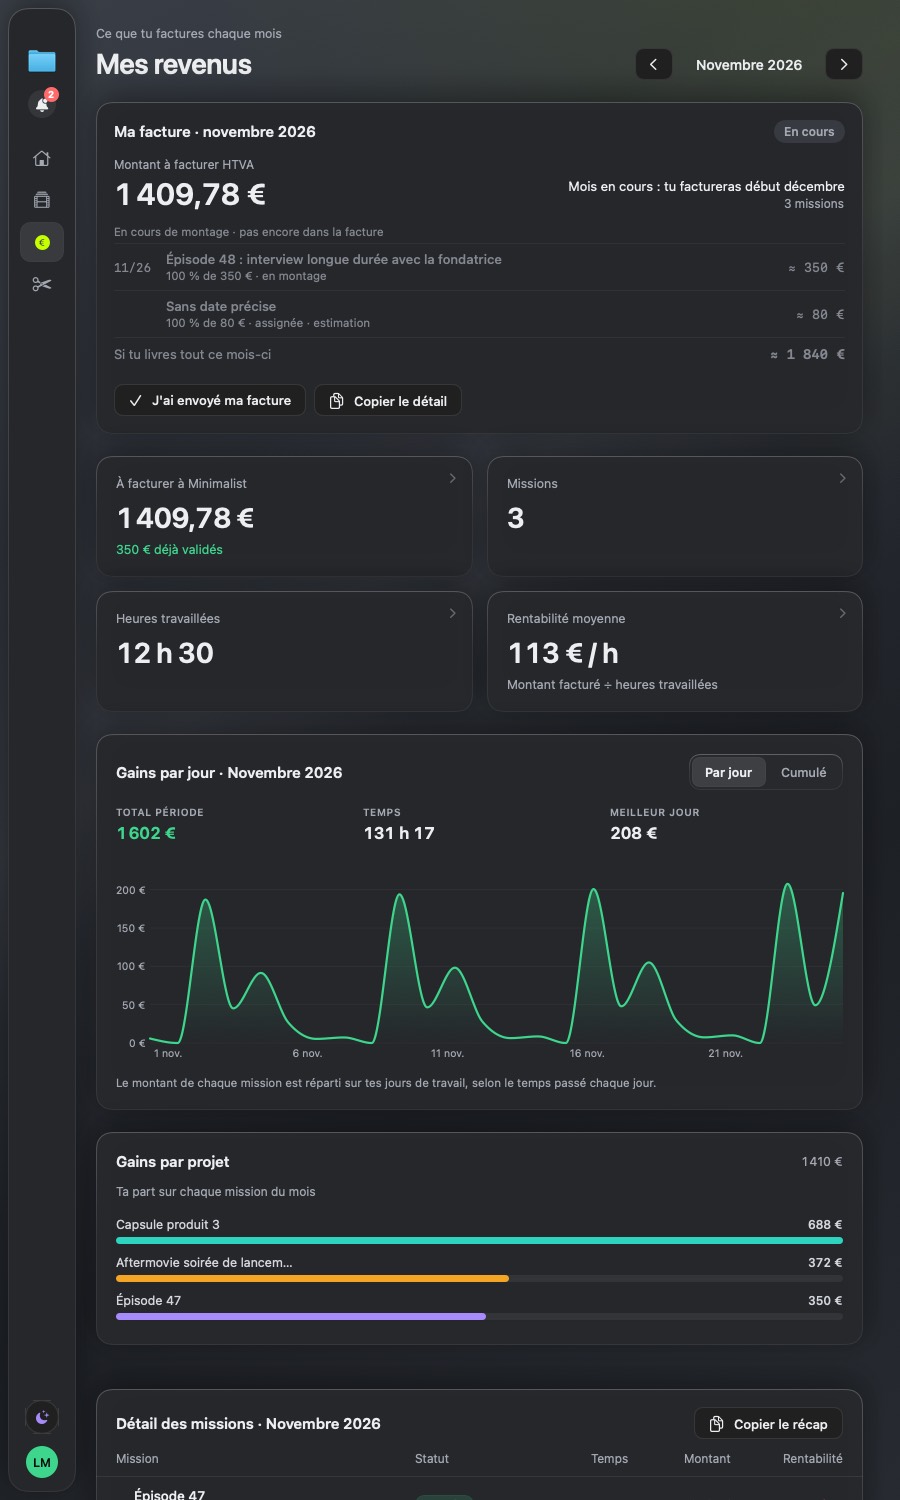 Ce que tu factures chaque mois
Mes revenus
Novembre 2026
2
Ma facture · novembre 2026
En cours
Montant à facturer HTVA
1 409,78 €
Mois en cours : tu factureras début décembre
3 missions
En cours de montage · pas encore dans la facture
11/26
Épisode 48 : interview longue durée avec la fondatrice
100 % de 350 € · en montage
≈ 350 €
Sans date précise
100 % de 80 € · assignée · estimation
≈ 80 €
Si tu livres tout ce mois-ci
≈ 1 840 €
J'ai envoyé ma facture
Copier le détail
À facturer à Minimalist
1 409,78 €
350 € déjà validés
Missions
3
Heures travaillées
12 h 30
Rentabilité moyenne
113 € / h
Montant facturé ÷ heures travaillées
Gains par jour · Novembre 2026
Par jour
Cumulé
TOTAL PÉRIODE
1 602 €
TEMPS
131 h 17
MEILLEUR JOUR
208 €
200 €
150 €
100 €
50 €
0 €
1 nov.
6 nov.
11 nov.
16 nov.
21 nov.
Le montant de chaque mission est réparti sur tes jours de travail, selon le temps passé chaque jour.
Gains par projet
1 410 €
Ta part sur chaque mission du mois
Capsule produit 3
688 €
Aftermovie soirée de lancem...
372 €
Épisode 47
350 €
Détail des missions · Novembre 2026
Copier le récap
Mission
Statut
Temps
Montant
Rentabilité
Épisode 47
€
LM